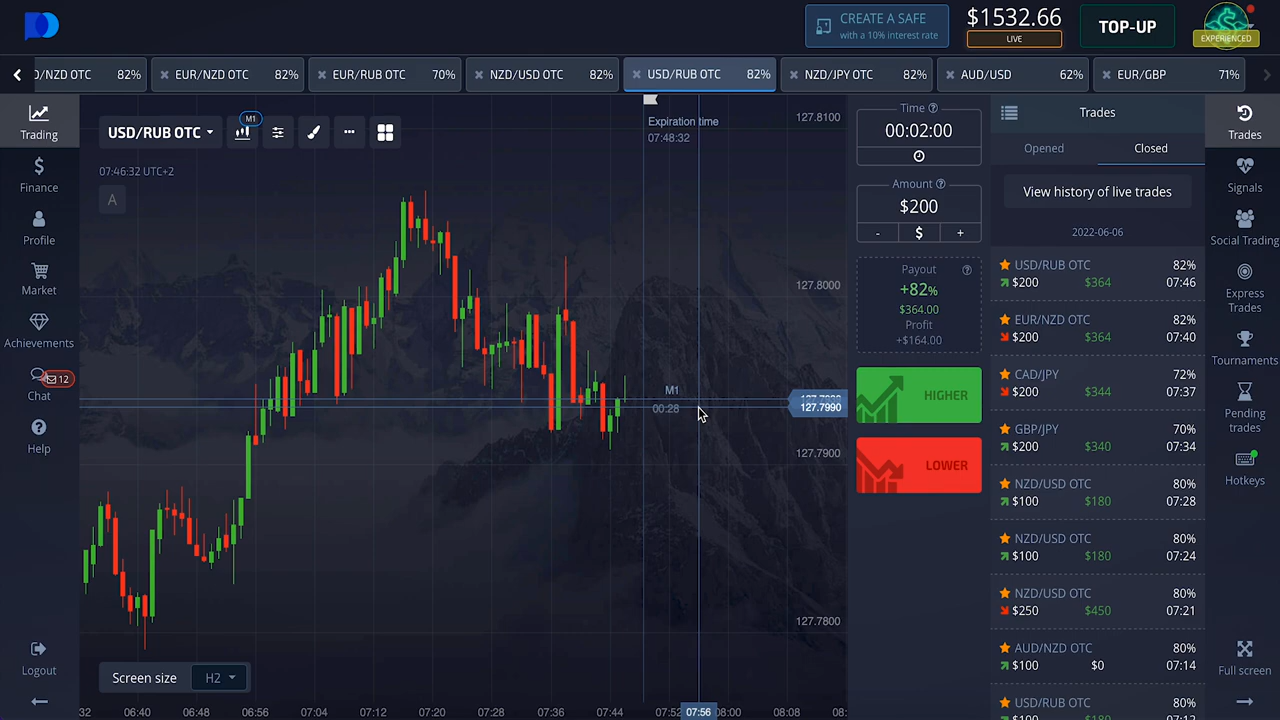 CREATE A SAFE
with a 10% interest rate
$1532.66
LIVE
TOP-UP
EXPERIENCED
D/NZD OTC 82%
EUR/NZD OTC 82%
EUR/RUB OTC 70%
NZD/USD OTC 82%
USD/RUB OTC 82%
NZD/JPY OTC 82%
AUD/USD 62%
EUR/GBP 71%
Trading
Finance
Profile
Market
Achievements
12
Chat
Help
Logout
USD/RUB OTC
M1
07:46:32 UTC+2
A
Expiration time
07:48:32
M1
00:28
127.8100
127.8000
127.7990
127.7900
127.7800
Screen size H2
:32 06:40 06:48 06:56 07:04 07:12 07:20 07:28 07:36 07:44 07:52 07:56 08:00 08:08 08:
Time
00:02:00
Amount
$200
- $ +
Payout
+82%
$364.00
Profit
+$164.00
HIGHER
LOWER
Trades
Opened Closed
View history of live trades
2022-06-06
USD/RUB OTC 82%
$200 $364 07:46
EUR/NZD OTC 82%
$200 $364 07:40
CAD/JPY 72%
$200 $344 07:37
GBP/JPY 70%
$200 $340 07:34
NZD/USD OTC 80%
$100 $180 07:28
NZD/USD OTC 80%
$100 $180 07:24
NZD/USD OTC 80%
$250 $450 07:21
AUD/NZD OTC 80%
$100 $0 07:14
USD/RUB OTC 80%
Trades
Signals
Social Trading
Express
Trades
Tournaments
Pending
trades
Hotkeys
Full screen